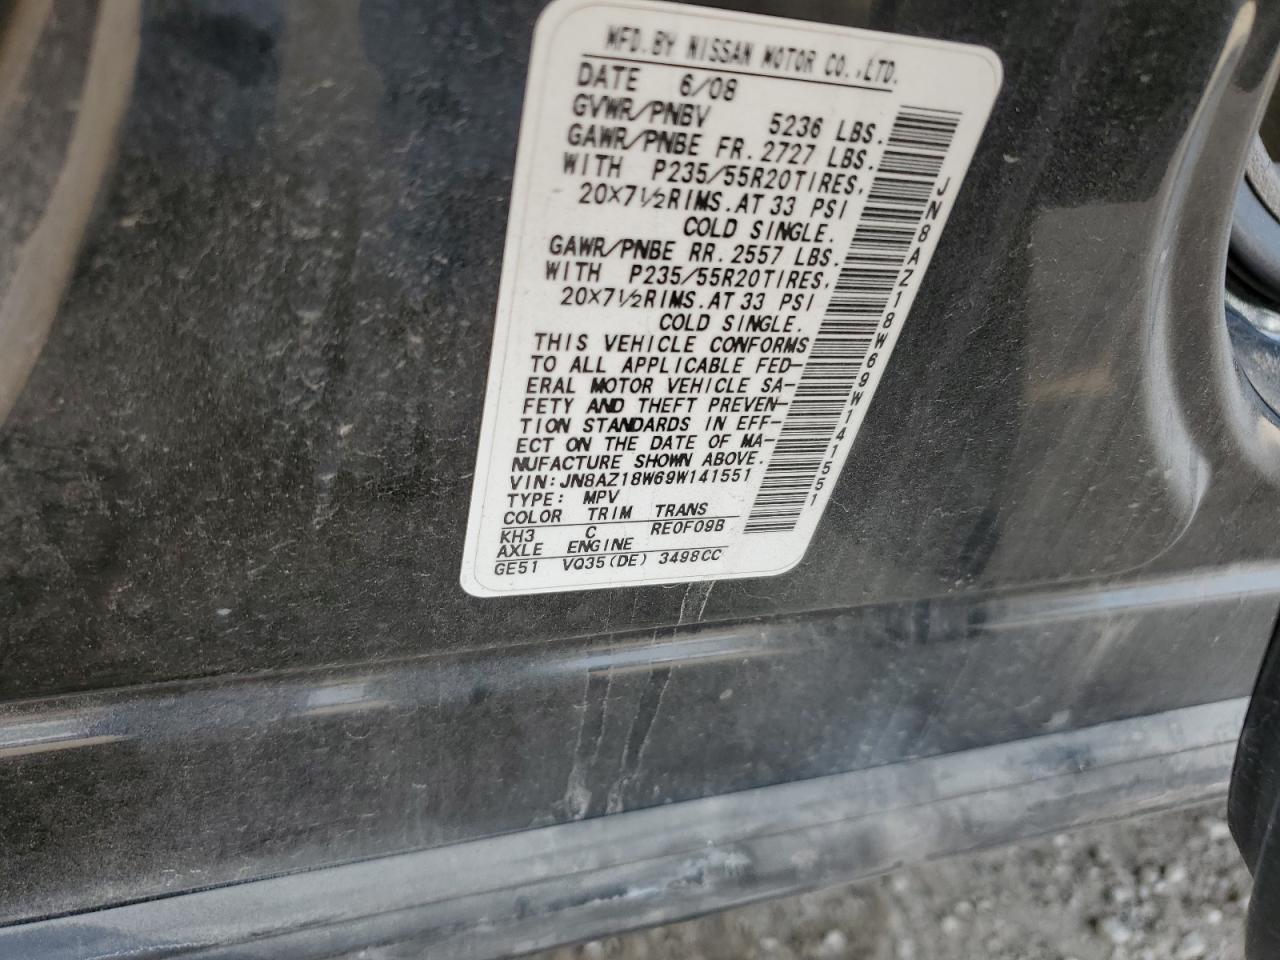 MFD. BY NISSAN MOTOR CO., LTD.
DATE 6/08
GVWR/PNBV 5236 LBS.
GAWR/PNBE FR. 2727 LBS.
WITH P235/55R20TIRES.
20×7½RIMS. AT 33 PSI
COLD SINGLE.
GAWR/PNBE RR. 2557 LBS.
WITH P235/55R20TIRES.
20×7½RIMS. AT 33 PSI
COLD SINGLE.
THIS VEHICLE CONFORMS
TO ALL APPLICABLE FED-
ERAL MOTOR VEHICLE SA-
FETY AND THEFT PREVEN-
TION STANDARDS IN EFF-
ECT ON THE DATE OF MA-
NUFACTURE SHOWN ABOVE.
VIN: JN8AZ18W69W141551
TYPE: MPV
COLOR TRIM TRANS
KH3 C RE0F09B
AXLE ENGINE
GE51 VQ35(DE) 3498CC
JN8AZ18W69W141551